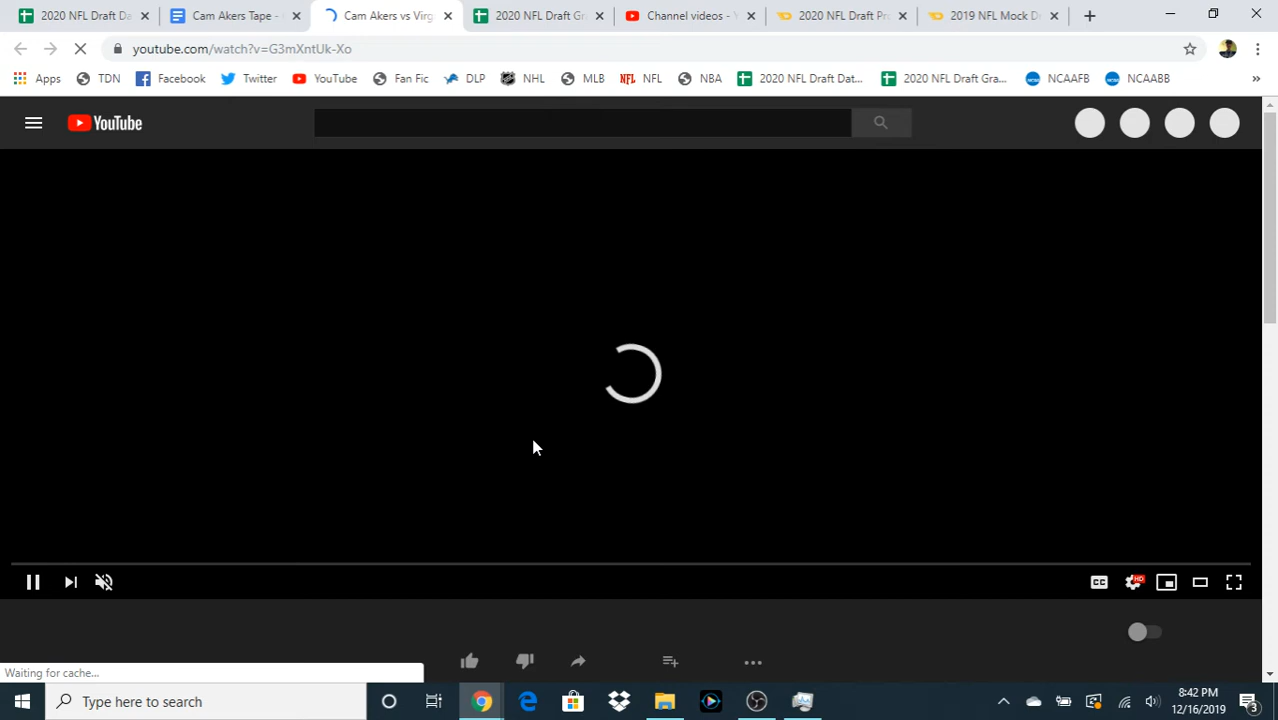 2020 NFL Draft Da
Cam Akers Tape -
Cam Akers vs Virg
2020 NFL Draft Gr
Channel videos - Y
2020 NFL Draft Pr
2019 NFL Mock D
youtube.com/watch?v=G3mXntUk-Xo
Apps TDN Facebook Twitter YouTube Fan Fic DLP NHL MLB NFL NBA 2020 NFL Draft Dat... 2020 NFL Draft Gra... NCAAFB NCAABB »
YouTube
CC HD
Waiting for cache...
Type here to search
8:42 PM
12/16/2019
3